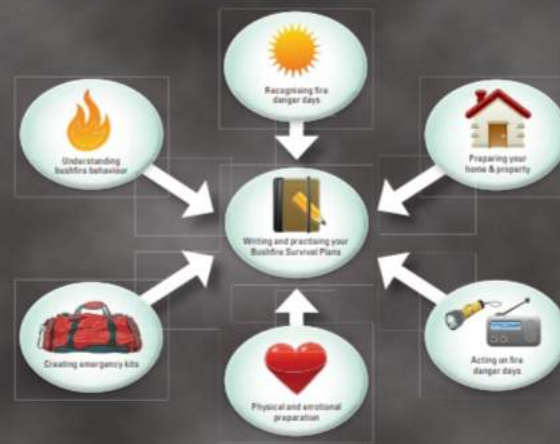 Recognising fire
danger days
Understanding
bushfire behaviour
Preparing your
home & property
Writing and practising your
Bushfire Survival Plans
Creating emergency kits
Acting on fire
danger days
Physical and emotional
preparation